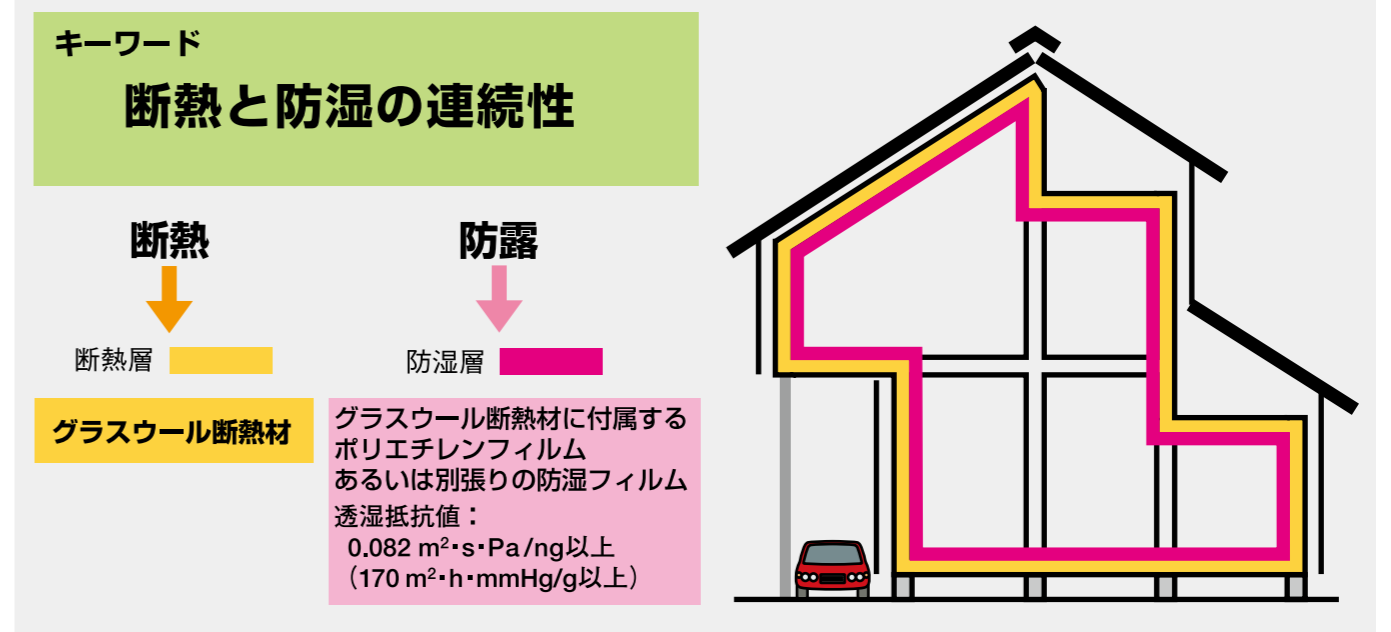 キーワード
断熱と防湿の連続性
断熱
防露
断熱層
防湿層
グラスウール断熱材
グラスウール断熱材に付属する
ポリエチレンフィルム
あるいは別張りの防湿フィルム
透湿抵抗値：
0.082 m²・s・Pa/ng以上
（170 m²・h・mmHg/g以上）